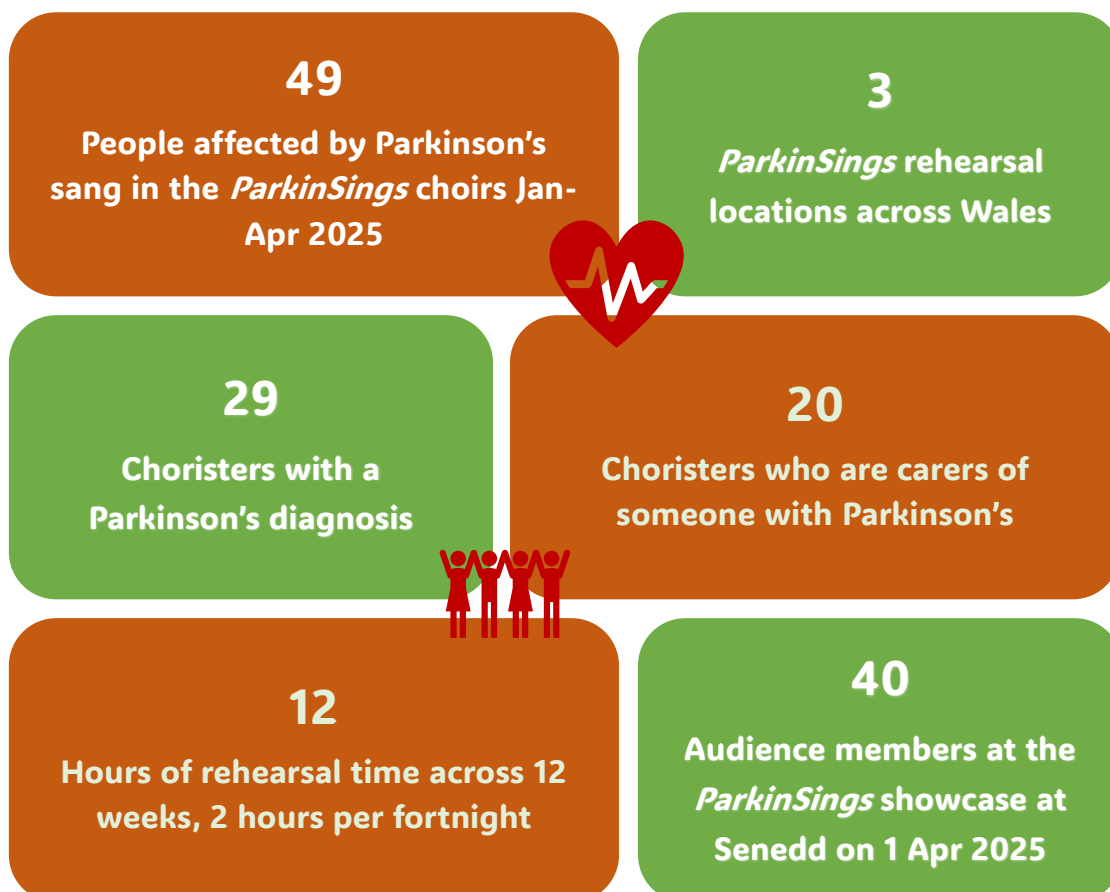 49
People affected by Parkinson's
sang in the ParkinSings choirs Jan-
Apr 2025
3
ParkinSings rehearsal
locations across Wales
29
Choristers with a
Parkinson's diagnosis
20
Choristers who are carers of
someone with Parkinson's
12
Hours of rehearsal time across 12
weeks, 2 hours per fortnight
40
Audience members at the
ParkinSings showcase at
Senedd on 1 Apr 2025